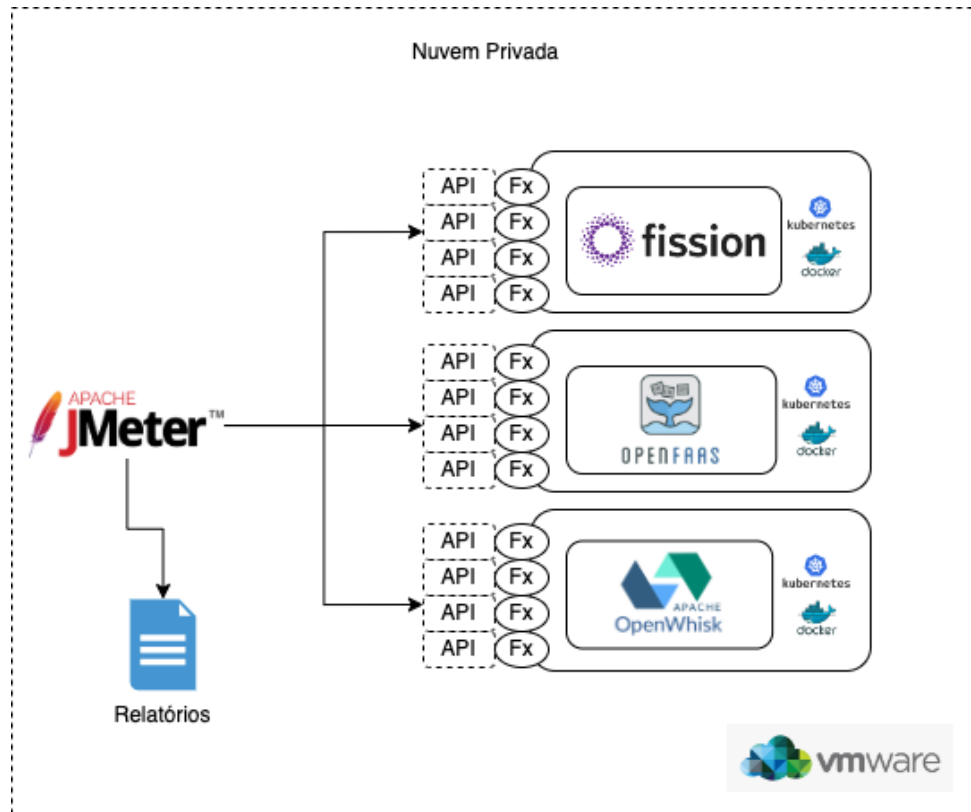 Nuvem Privada
API Fx
API Fx
API Fx
API Fx
fission
kubernetes
docker
API Fx
API Fx
API Fx
API Fx
OPENFAAS
kubernetes
docker
APACHE
JMeter™
API Fx
API Fx
API Fx
API Fx
APACHE
OpenWhisk
kubernetes
docker
Relatórios
vmware